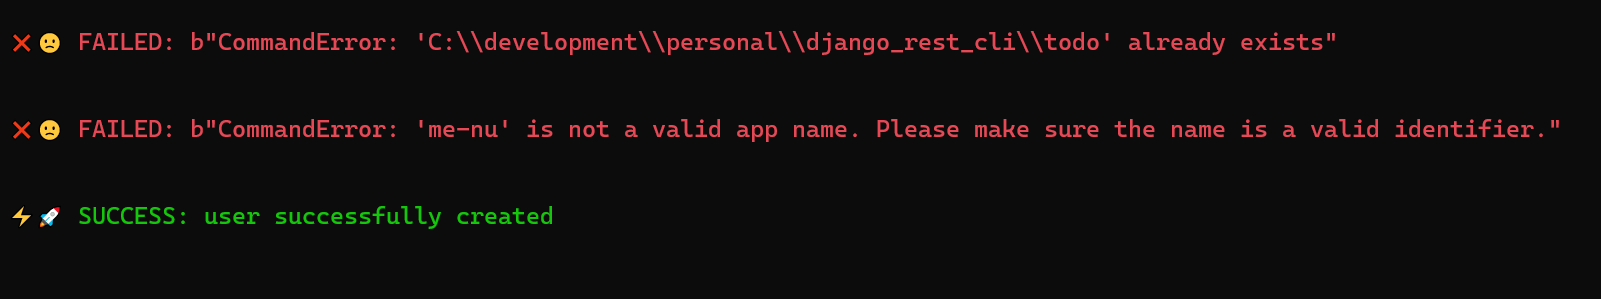 ❌🙁 FAILED: b"CommandError: 'C:\\development\\personal\\django_rest_cli\\todo' already exists"
❌🙁 FAILED: b"CommandError: 'me-nu' is not a valid app name. Please make sure the name is a valid identifier."
⚡🚀 SUCCESS: user successfully created